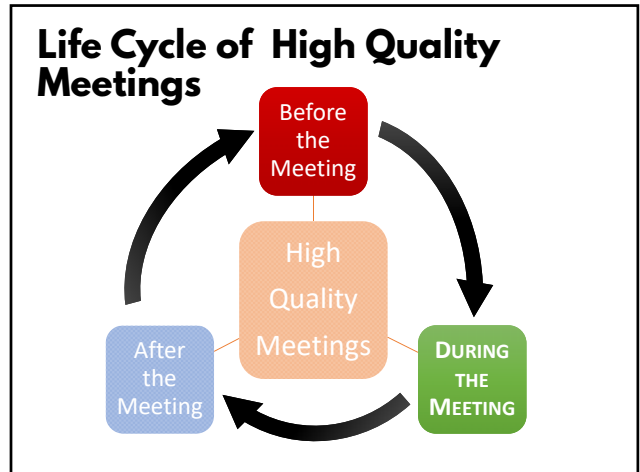 Life Cycle of High Quality
Meetings
Before
the
Meeting
High
Quality
Meetings
DURING
THE
MEETING
After
the
Meeting